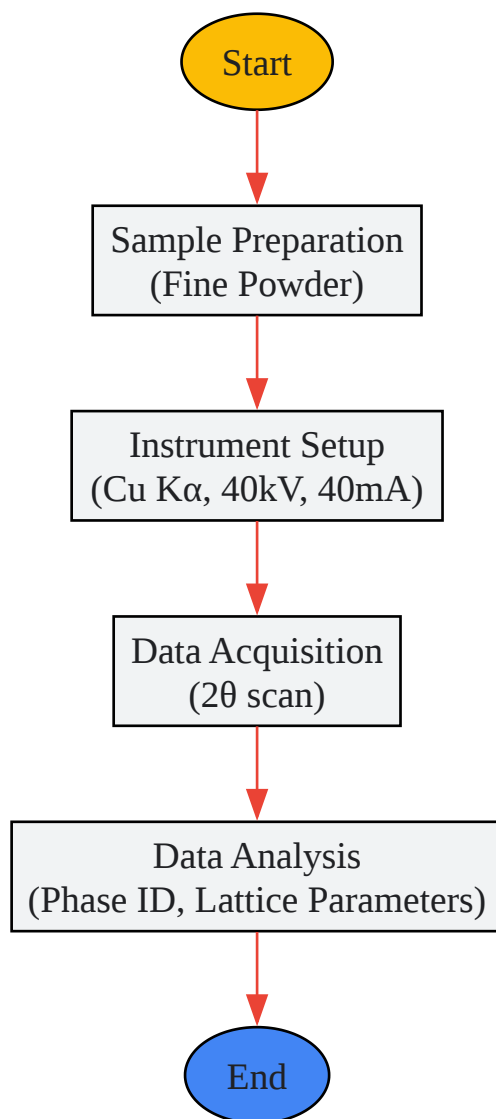 Start
Sample Preparation
(Fine Powder)
Instrument Setup
(Cu Kα, 40kV, 40mA)
Data Acquisition
(2θ scan)
Data Analysis
(Phase ID, Lattice Parameters)
End